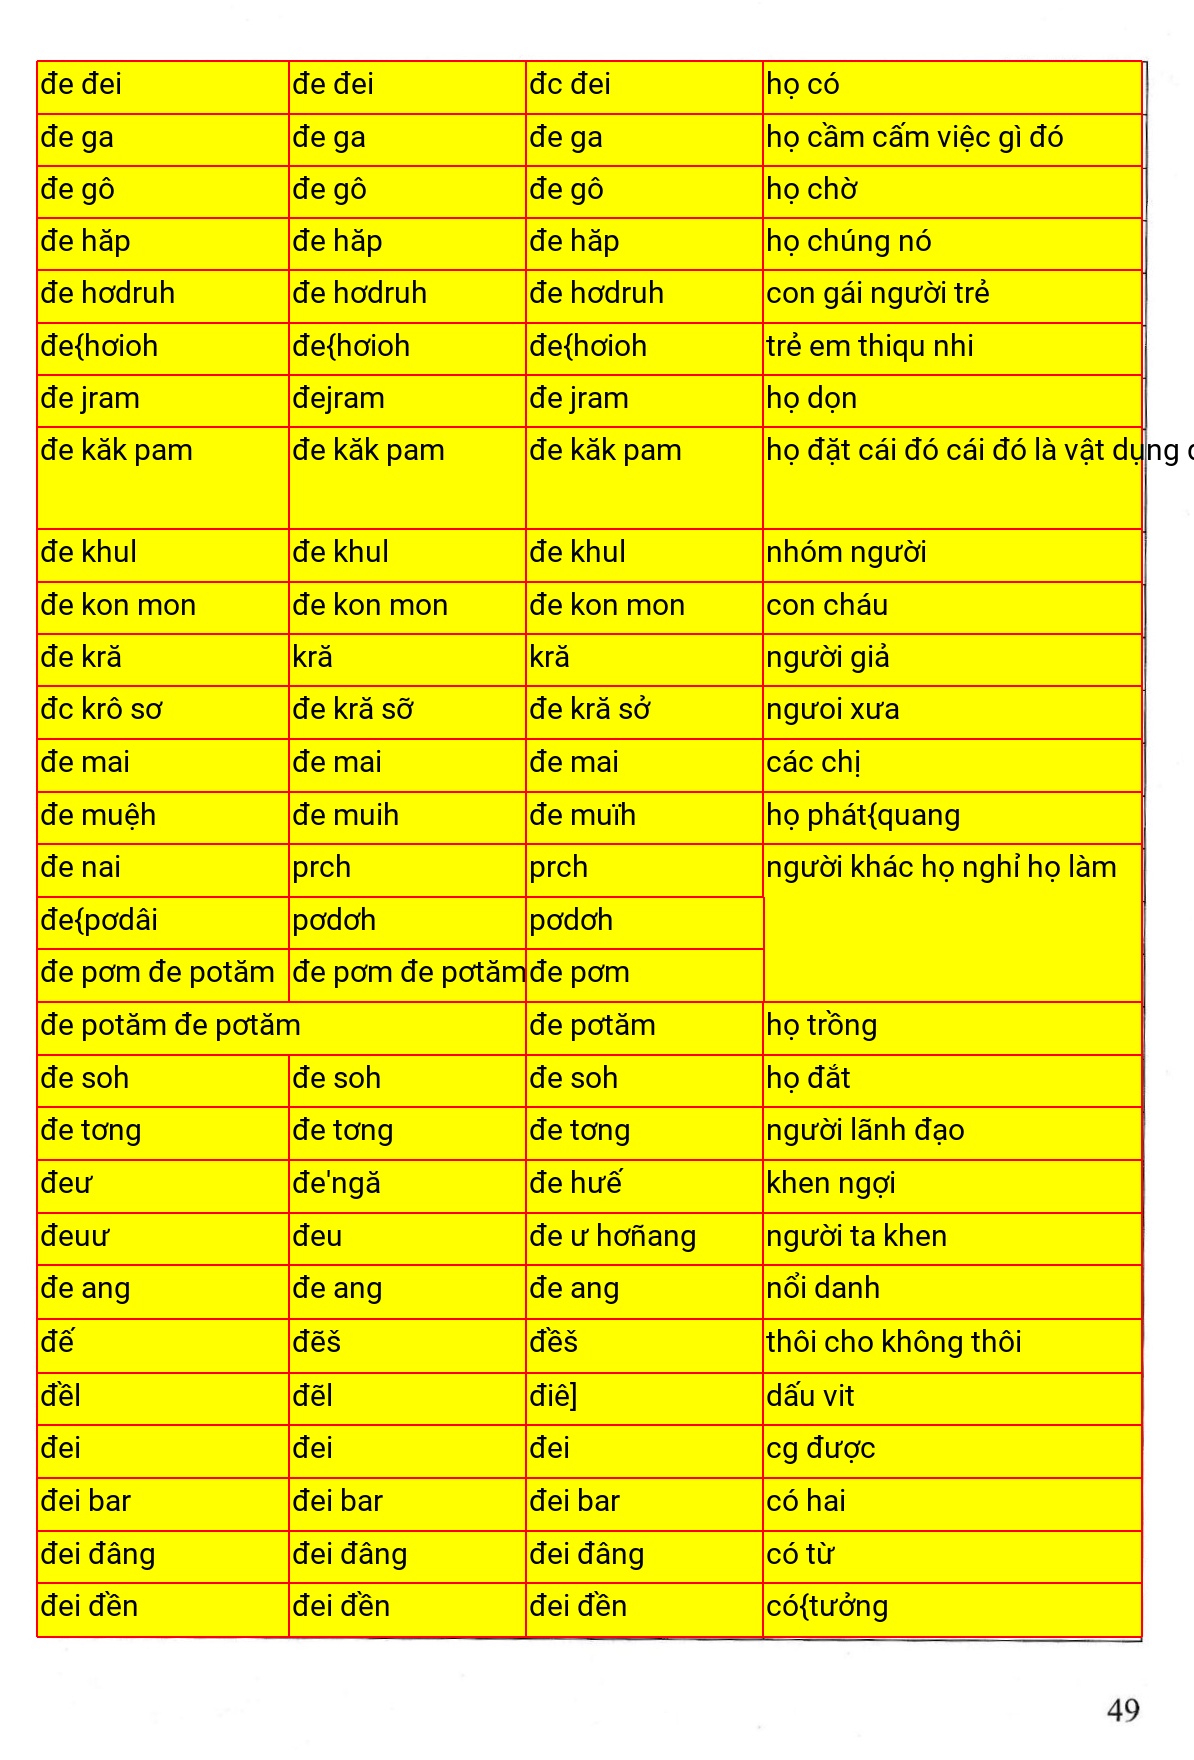 đe đei đe đei đc đei họ có
đe ga đe ga đe ga họ cầm cấm việc gì đó
đe gô đe gô đe gô họ chờ
đe hăp đe hăp đe hăp họ chúng nó
đe hơdruh đe hơdruh đe hơdruh con gái người trẻ
đe{hơioh đe{hơioh đe{hơioh trẻ em thiqu nhi
đe jram đejram đe jram họ dọn
đe kăk pam đe kăk pam đe kăk pam họ đặt cái đó cái đó là vật dụng
đe khul đe khul đe khul nhóm người
đe kon mon đe kon mon đe kon mon con cháu
đe kră kră kră người giả
đc krô sơ đe kră sỡ đe kră sở ngưoi xưa
đe mai đe mai đe mai các chị
đe muệh đe muih đe muïh họ phát{quang
đe nai prch prch người khác họ nghỉ họ làm
đe{pơdâi pơdơh pơdơh
đe pơm đe potăm đe pơm đe pơtăm đe pơm
đe potăm đe pơtăm đe pơtăm họ trồng
đe soh đe soh đe soh họ đắt
đe tơng đe tơng đe tơng người lãnh đạo
đeư đe'ngă đe hưế khen ngợi
đeuư đeu đe ư hơñang người ta khen
đe ang đe ang đe ang nổi danh
đế đẽš đềš thôi cho không thôi
đềl đẽl điê] dấu vit
đei đei đei cg được
đei bar đei bar đei bar có hai
đei đâng đei đâng đei đâng có từ
đei đền đei đền đei đền có{tưởng
49